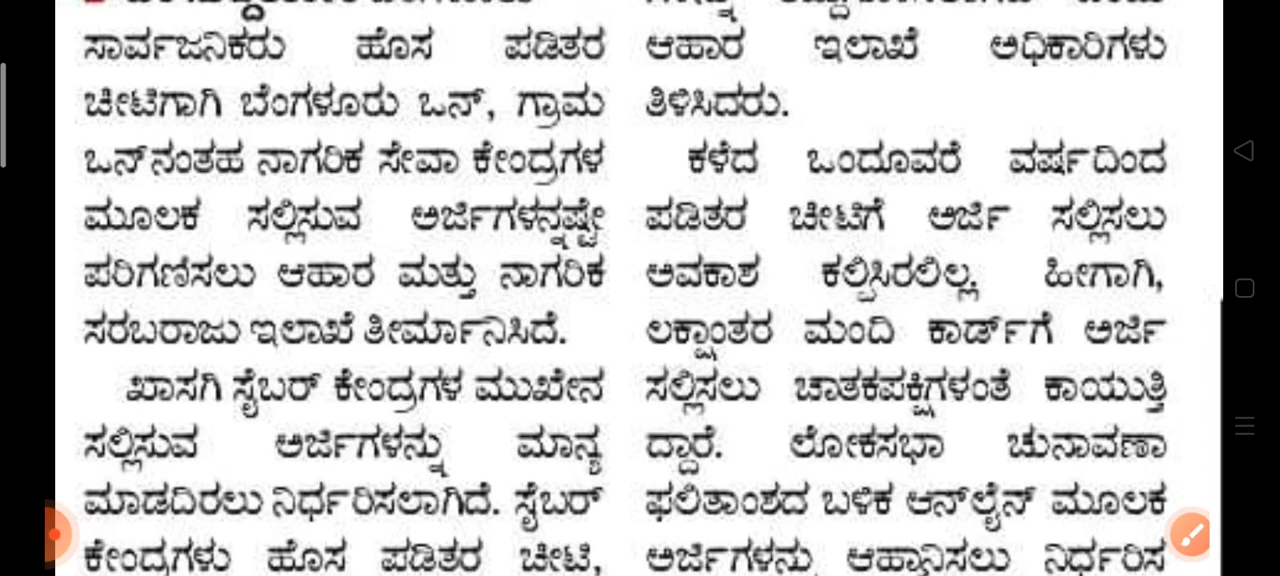 ಸಾರ್ವಜನಿಕರು ಹೊಸ ಪಡಿತರ
ಚೀಟಿಗಾಗಿ ಬೆಂಗಳೂರು ಒನ್, ಗ್ರಾಮ
ಒನ್‌ನಂತಹ ನಾಗರಿಕ ಸೇವಾ ಕೇಂದ್ರಗಳ
ಮೂಲಕ ಸಲ್ಲಿಸುವ ಅರ್ಜಿಗಳನ್ನಷ್ಟೇ
ಪರಿಗಣಿಸಲು ಆಹಾರ ಮತ್ತು ನಾಗರಿಕ
ಸರಬರಾಜು ಇಲಾಖೆ ತೀರ್ಮಾನಿಸಿದೆ.
ಖಾಸಗಿ ಸೈಬರ್ ಕೇಂದ್ರಗಳ ಮುಖೇನ
ಸಲ್ಲಿಸುವ ಅರ್ಜಿಗಳನ್ನು ಮಾನ್ಯ
ಮಾಡದಿರಲು ನಿರ್ಧರಿಸಲಾಗಿದೆ. ಸೈಬರ್
ಕೇಂದ್ರಗಳು ಹೊಸ ಪಡಿತರ ಚೀಟಿ,
ಆಹಾರ ಇಲಾಖೆ ಅಧಿಕಾರಿಗಳು
ತಿಳಿಸಿದರು.
ಕಳೆದ ಒಂದೂವರೆ ವರ್ಷದಿಂದ
ಪಡಿತರ ಚೀಟಿಗೆ ಅರ್ಜಿ ಸಲ್ಲಿಸಲು
ಅವಕಾಶ ಕಲ್ಪಿಸಿರಲಿಲ್ಲ. ಹೀಗಾಗಿ,
ಲಕ್ಷಾಂತರ ಮಂದಿ ಕಾರ್ಡ್‌ಗೆ ಅರ್ಜಿ
ಸಲ್ಲಿಸಲು ಚಾತಕಪಕ್ಷಿಗಳಂತೆ ಕಾಯುತ್ತಿ
ದ್ದಾರೆ. ಲೋಕಸಭಾ ಚುನಾವಣಾ
ಫಲಿತಾಂಶದ ಬಳಿಕ ಆನ್‌ಲೈನ್ ಮೂಲಕ
ಅರ್ಜಿಗಳನ್ನು ಆಹ್ವಾನಿಸಲು ನಿರ್ಧರಿಸ